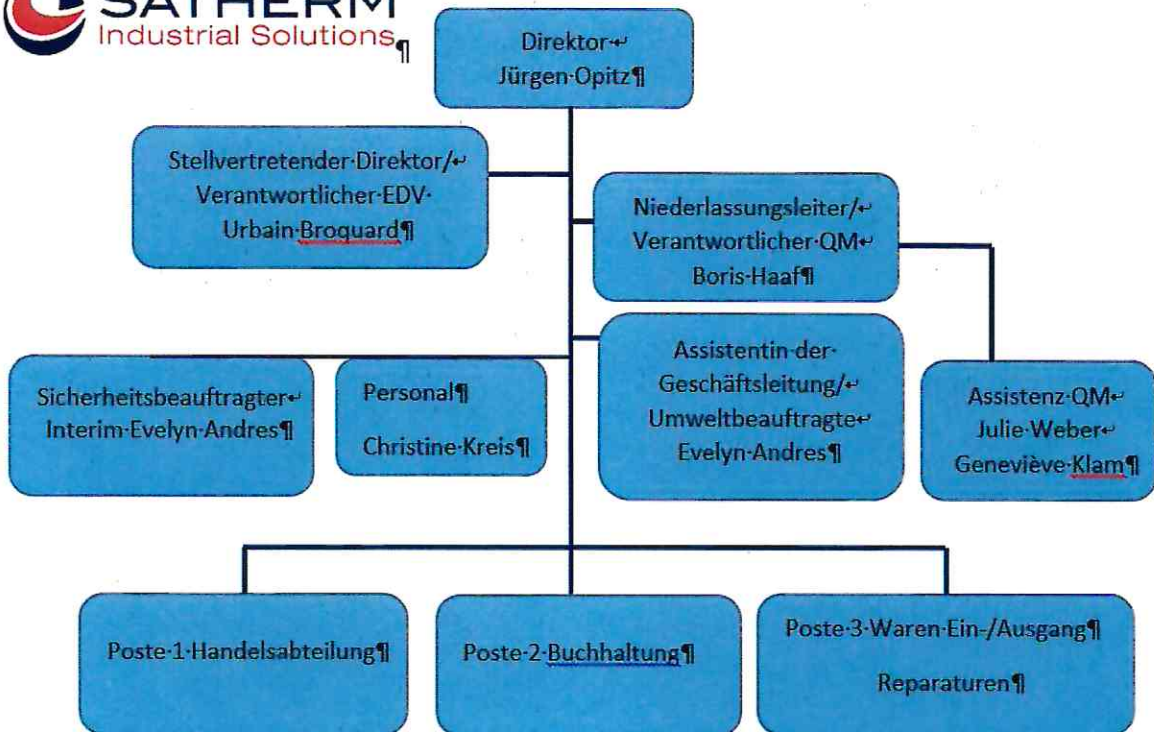 SATHERM
Industrial Solutions¶
Direktor↵
Jürgen·Opitz¶
Stellvertretender·Direktor/↵
Verantwortlicher·EDV·
Urbain·Broquard¶
Niederlassungsleiter/↵
Verantwortlicher·QM↵
Boris·Haaf¶
Sicherheitsbeauftragter↵
Interim·Evelyn·Andres¶
Personal¶
Christine·Kreis¶
Assistentin·der·
Geschäftsleitung/↵
Umweltbeauftragte↵
Evelyn·Andres¶
Assistenz·QM↵
Julie·Weber↵
Geneviève·Klam¶
Poste·1·Handelsabteilung¶
Poste·2·Buchhaltung¶
Poste·3·Waren·Ein-/Ausgang¶
Reparaturen¶